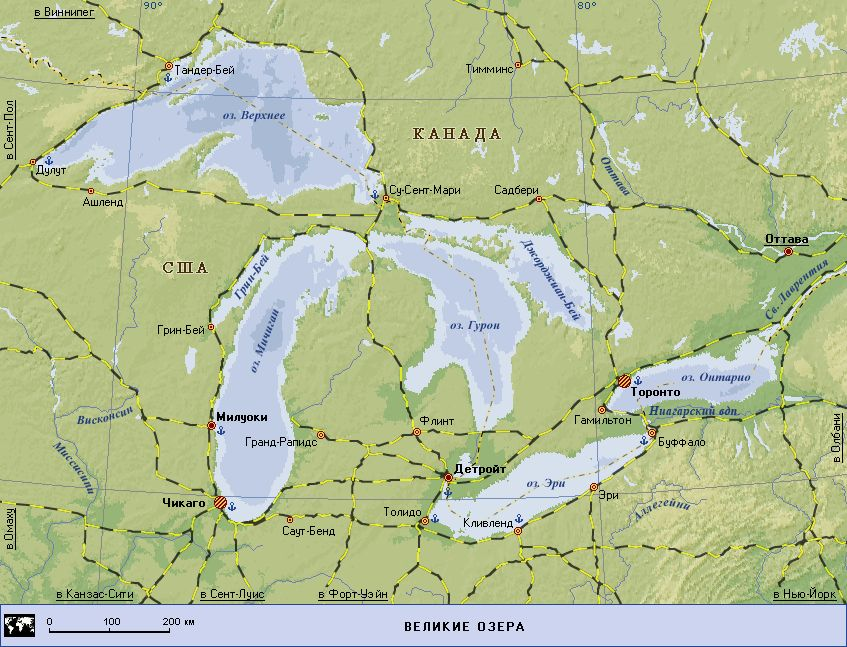 в Виннипег
90°
80°
Тандер-Бей
Тимминс
оз. Верхнее
КАНАДА
в Сент-Пол
Дулут
Ашленд
Су-Сент-Мари
Садбери
Оттава
Оттава
США
Грин-Бей
Джорджиан-Бей
Св. Лаврентия
Грин-Бей
оз. Мичиган
оз. Гурон
оз. Онтарио
Торонто
Ниагарский вдп.
Гамильтон
Милуоки
Висконсин
Флинт
Гранд-Рапидс
Буффало
в Олбани
Миссисипи
Детройт
оз. Эри
Эри
Чикаго
Толидо
Кливленд
Аллегейни
Саут-Бенд
в Омаху
в Канзас-Сити
в Сент-Луис
в Форт-Уэйн
в Нью-Йорк
0 100 200 км
ВЕЛИКИЕ ОЗЕРА